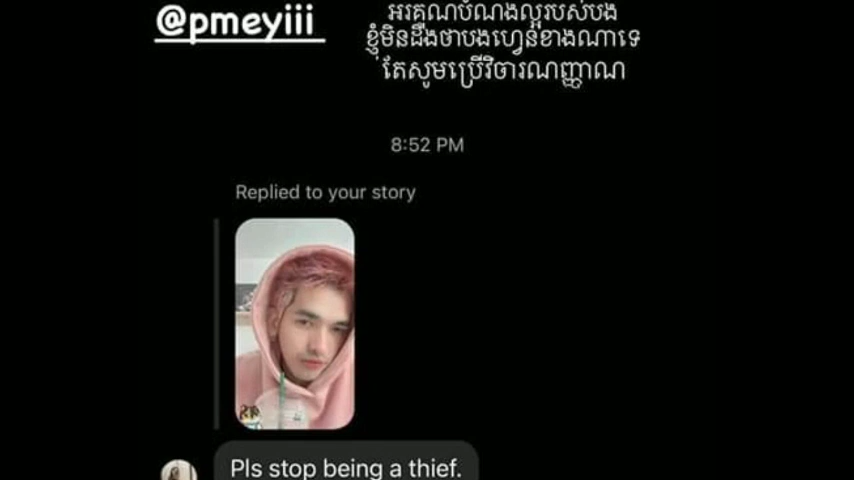 @pmeyiii
អរគុណបំណងល្អរបស់បង
ខ្ញុំមិនដឹងថាបងហ្វេនខាងណាទេ
តែសូមប្រើវិចារណញ្ញាណ
8:52 PM
Replied to your story
Pls stop being a thief.